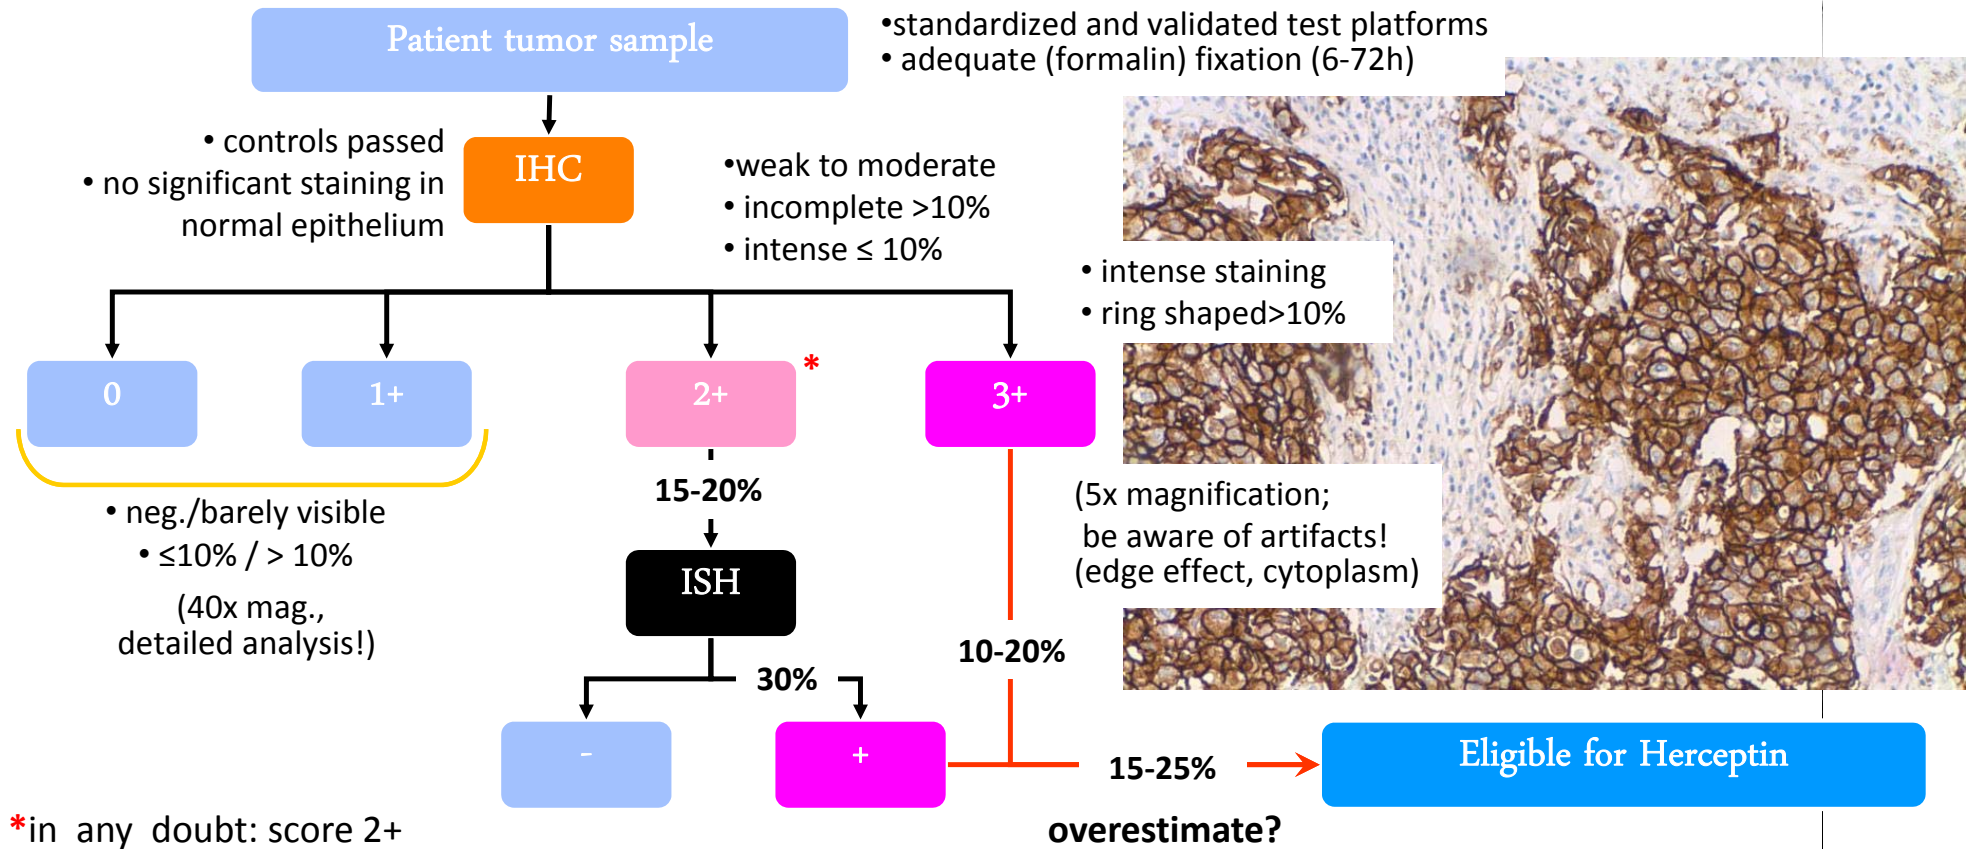 Patient tumor sample
•standardized and validated test platforms
• adequate (formalin) fixation (6-72h)
• controls passed
• no significant staining in
normal epithelium
IHC
•weak to moderate
• incomplete >10%
• intense ≤ 10%
• intense staining
• ring shaped>10%
0
1+
2+
*
3+
• neg./barely visible
• ≤10% / > 10%
(40x mag.,
detailed analysis!)
15-20%
(5x magnification;
be aware of artifacts!
(edge effect, cytoplasm)
ISH
10-20%
30%
-
+
15-25%
Eligible for Herceptin
*in any doubt: score 2+
overestimate?